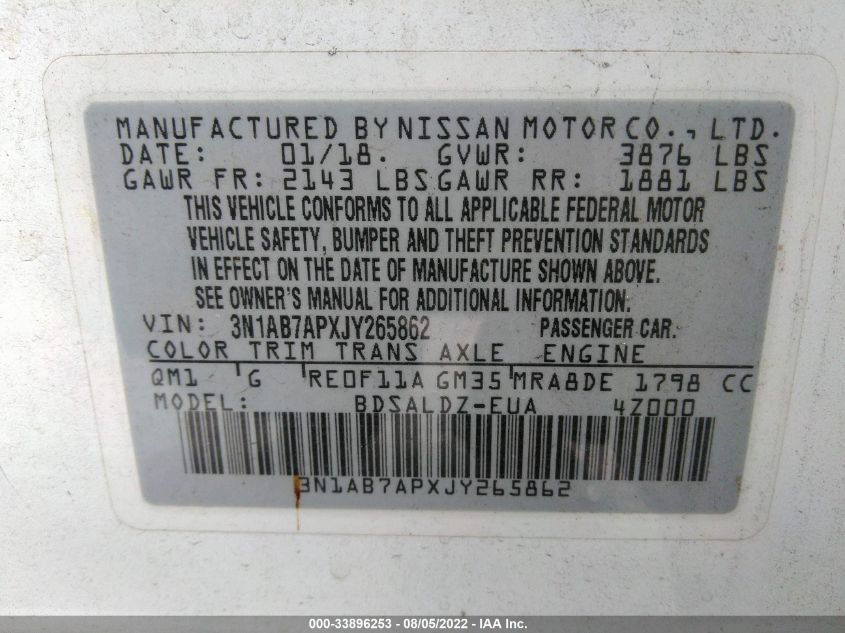 MANUFACTURED BY NISSAN MOTOR CO., LTD.
DATE: 01/18. GVWR: 3876 LBS
GAWR FR: 2143 LBS GAWR RR: 1881 LBS
THIS VEHICLE CONFORMS TO ALL APPLICABLE FEDERAL MOTOR
VEHICLE SAFETY, BUMPER AND THEFT PREVENTION STANDARDS
IN EFFECT ON THE DATE OF MANUFACTURE SHOWN ABOVE.
SEE OWNER'S MANUAL FOR ADDITIONAL INFORMATION.
VIN: 3N1AB7APXJY265862 PASSENGER CAR.
COLOR TRIM TRANS AXLE ENGINE
QM1 G RE0F11A GM35 MRA8DE 1798 CC
MODEL: BDSALDZ-EUA 4Z000
3N1AB7APXJY265862
000-33896253 - 08/05/2022 - IAA Inc.